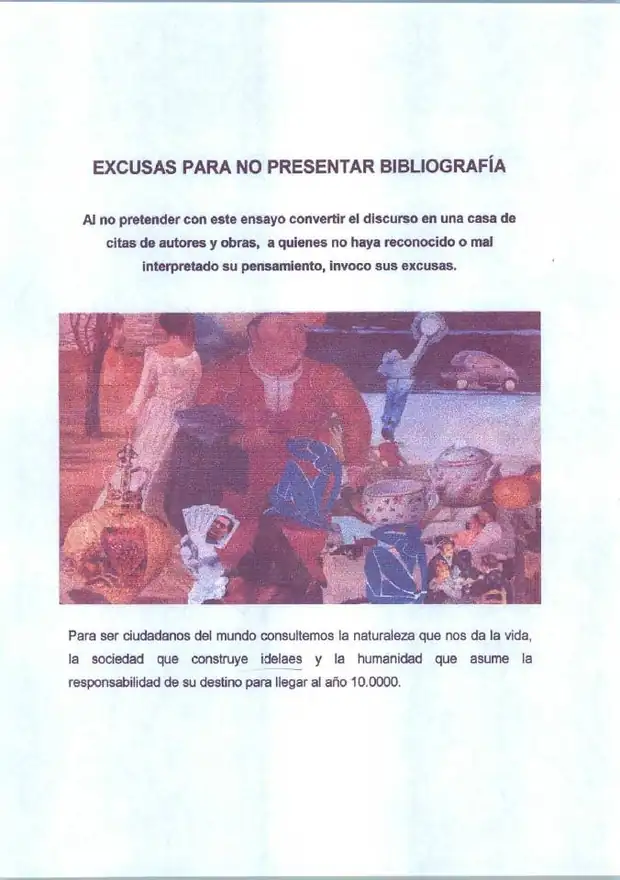 EXCUSAS PARA NO PRESENTAR BIBLIOGRAFÍA
Al no pretender con este ensayo convertir el discurso en una casa de
citas de autores y obras, a quienes no haya reconocido o mal
interpretado su pensamiento, invoco sus excusas.
Para ser ciudadanos del mundo consultemos la naturaleza que nos da la vida,
la sociedad que construye idelaes y la humanidad que asume la
responsabilidad de su destino para llegar al año 10.0000.